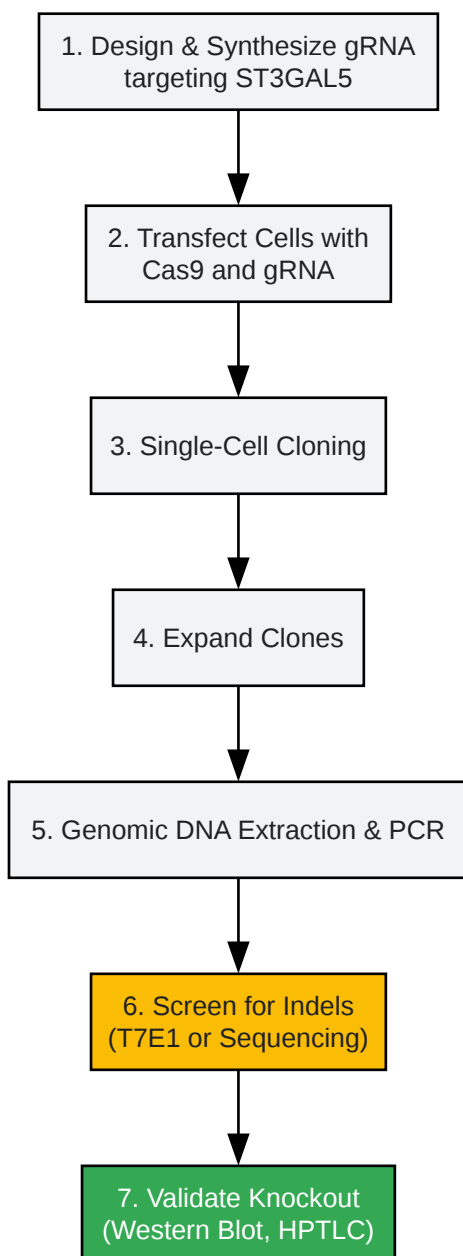 1. Design & Synthesize gRNA
targeting ST3GAL5
2. Transfect Cells with
Cas9 and gRNA
3. Single-Cell Cloning
4. Expand Clones
5. Genomic DNA Extraction & PCR
6. Screen for Indels
(T7E1 or Sequencing)
7. Validate Knockout
(Western Blot, HPTLC)